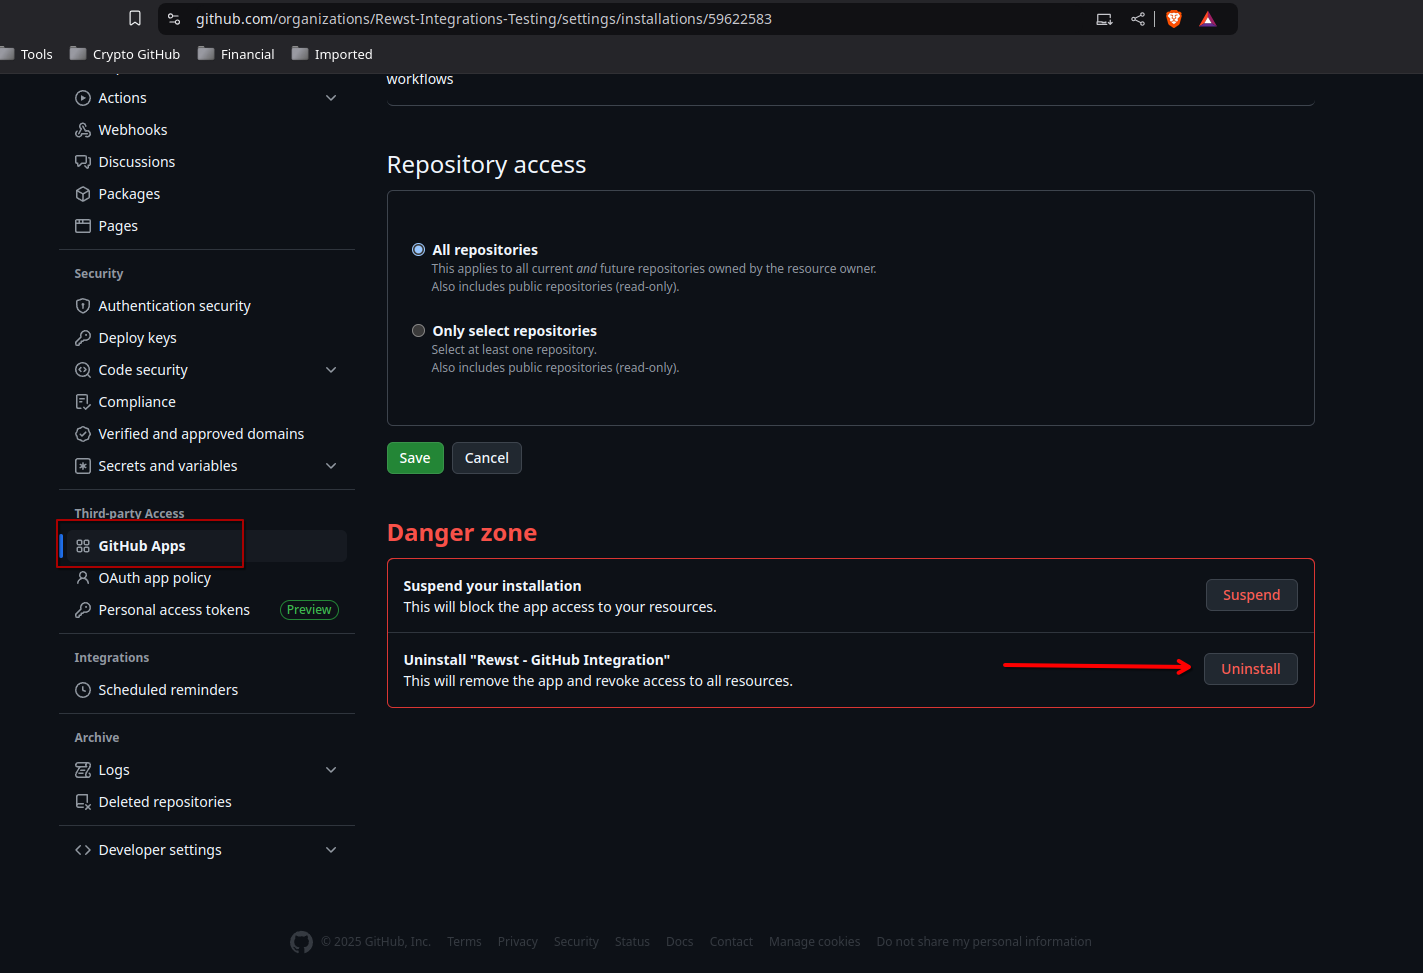 github.com/organizations/Rewst-Integrations-Testing/settings/installations/59622583
Tools
Crypto GitHub
Financial
Imported
workflows
Actions
Webhooks
Discussions
Packages
Pages
Security
Authentication security
Deploy keys
Code security
Compliance
Verified and approved domains
Secrets and variables
Third-party Access
GitHub Apps
OAuth app policy
Personal access tokens
Preview
Integrations
Scheduled reminders
Archive
Logs
Deleted repositories
Developer settings
Repository access
All repositories
This applies to all current and future repositories owned by the resource owner.
Also includes public repositories (read-only).
Only select repositories
Select at least one repository.
Also includes public repositories (read-only).
Save
Cancel
Danger zone
Suspend your installation
This will block the app access to your resources.
Suspend
Uninstall "Rewst - GitHub Integration"
This will remove the app and revoke access to all resources.
Uninstall
© 2025 GitHub, Inc.
Terms
Privacy
Security
Status
Docs
Contact
Manage cookies
Do not share my personal information